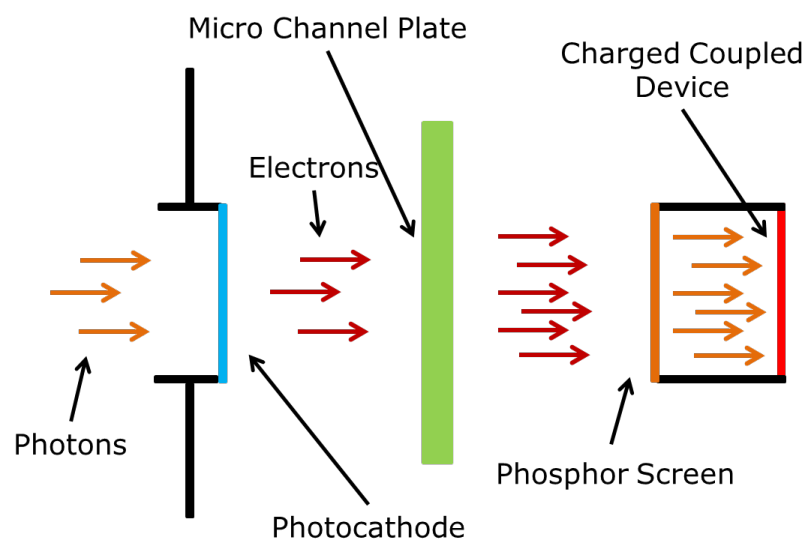 Micro Channel Plate
Charged Coupled
Device
Electrons
Photons
Phosphor Screen
Photocathode